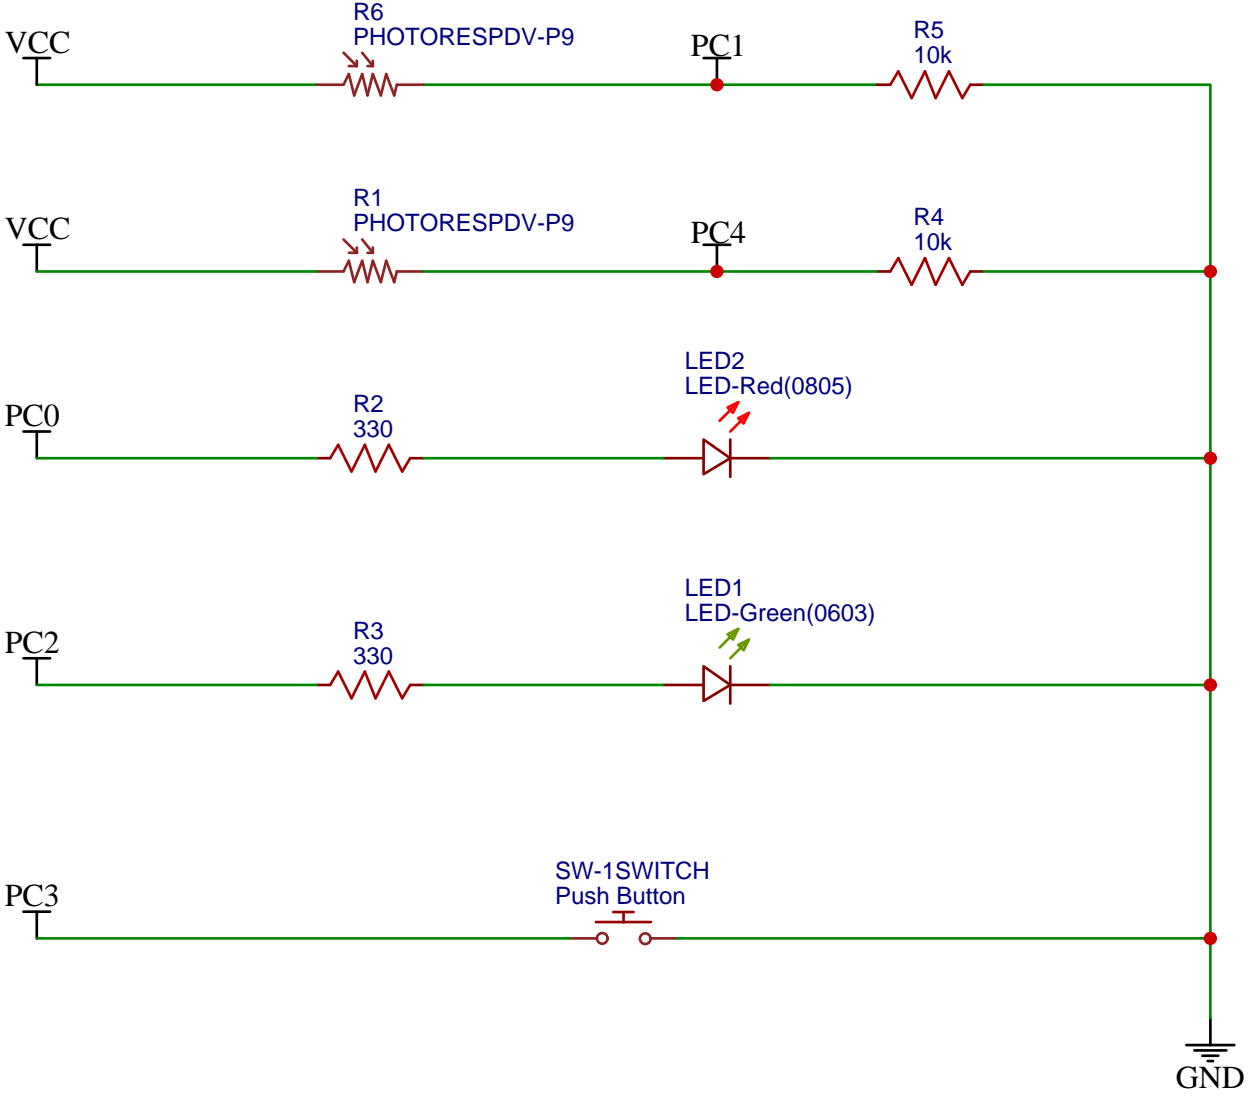 R6
PHOTORESPDV-P9
VCC
PC1
R5
10k
R1
PHOTORESPDV-P9
VCC
PC4
R4
10k
LED2
LED-Red(0805)
PC0
R2
330
LED1
LED-Green(0603)
PC2
R3
330
SW-1SWITCH
Push Button
PC3
GND